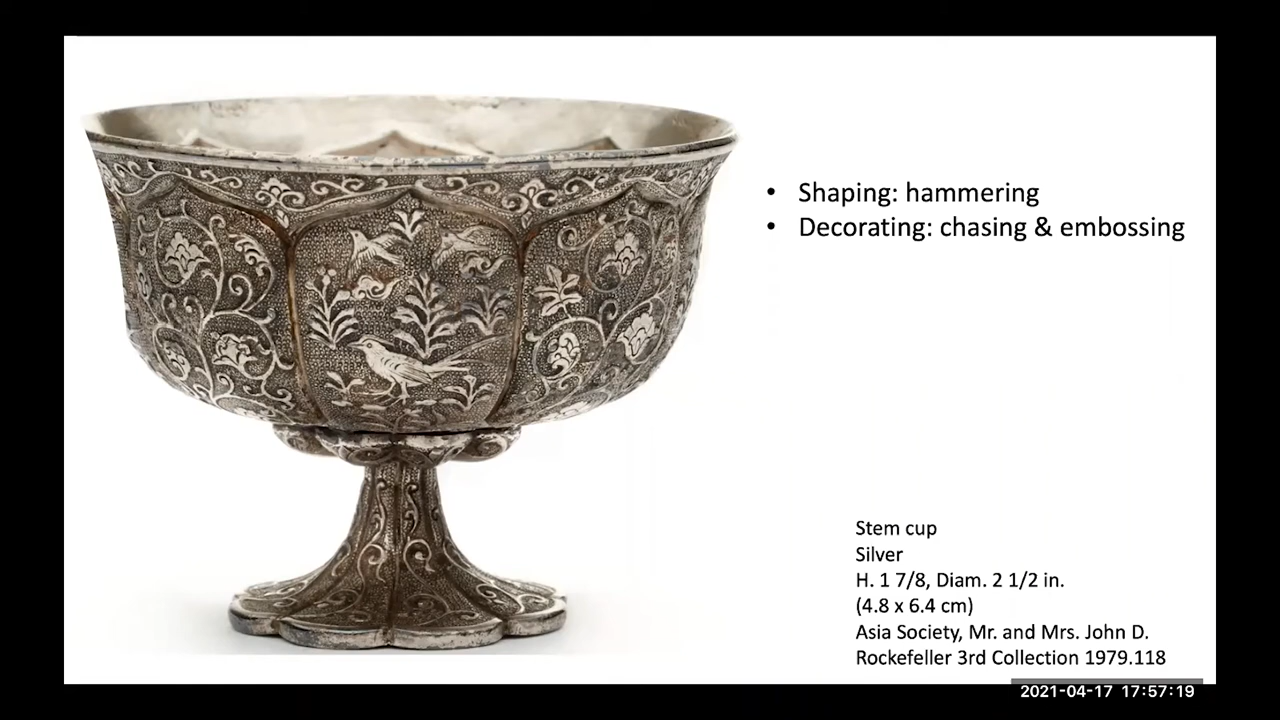 • Shaping: hammering
• Decorating: chasing & embossing
Stem cup
Silver
H. 1 7/8, Diam. 2 1/2 in.
(4.8 x 6.4 cm)
Asia Society, Mr. and Mrs. John D.
Rockefeller 3rd Collection 1979.118
2021-04-17 17:57:19